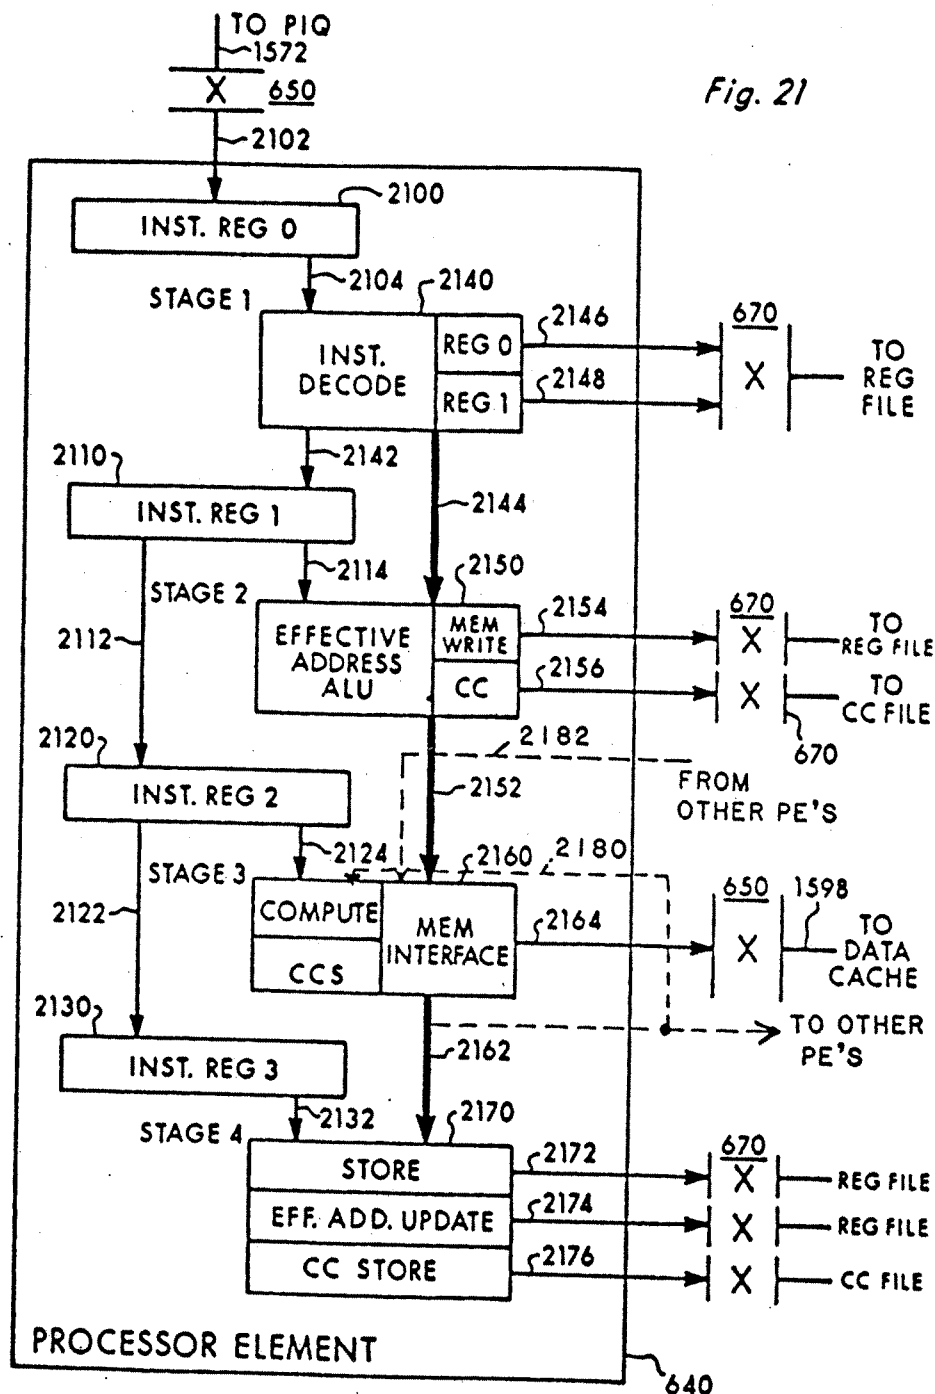 TO PIQ
1572
X 650
Fig. 21
2102
2100
INST. REG 0
2104
2140
STAGE 1
INST.
DECODE
REG 0
REG 1
2146
2148
670
X
TO
REG
FILE
2142
2144
2110
INST. REG 1
2114
2150
STAGE 2
2112
EFFECTIVE
ADDRESS
ALU
MEM
WRITE
CC
2154
2156
670
X
X
670
TO
REG FILE
TO
CC FILE
2182
2120
2152
FROM
OTHER PE'S
INST. REG 2
2124
2160
2180
STAGE 3
2122
COMPUTE
CCS
MEM
INTERFACE
2164
650
X
1598
TO
DATA
CACHE
2130
2162
TO OTHER
PE'S
INST. REG 3
2132
2170
STAGE 4
STORE
EFF. ADD. UPDATE
CC STORE
2172
2174
2176
670
X
X
X
REG FILE
REG FILE
CC FILE
PROCESSOR ELEMENT
640